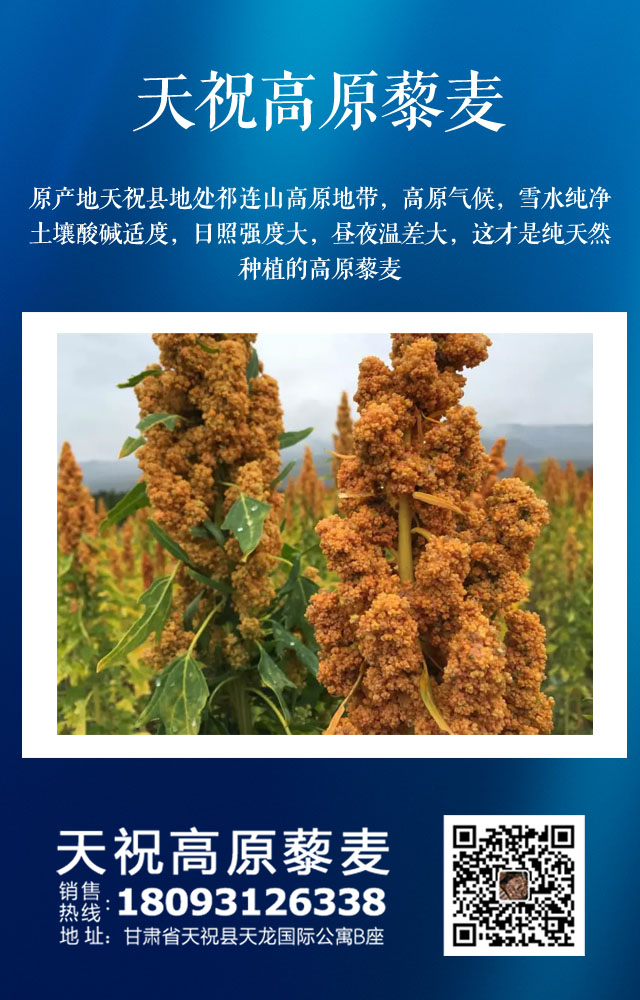 天祝高原藜麦
原产地天祝县地处祁连山高原地带，高原气候，雪水纯净
土壤酸碱适度，日照强度大，昼夜温差大，这才是纯天然
种植的高原藜麦
天祝高原藜麦
销售
热线：18093126338
地 址：甘肃省天祝县天龙国际公寓B座